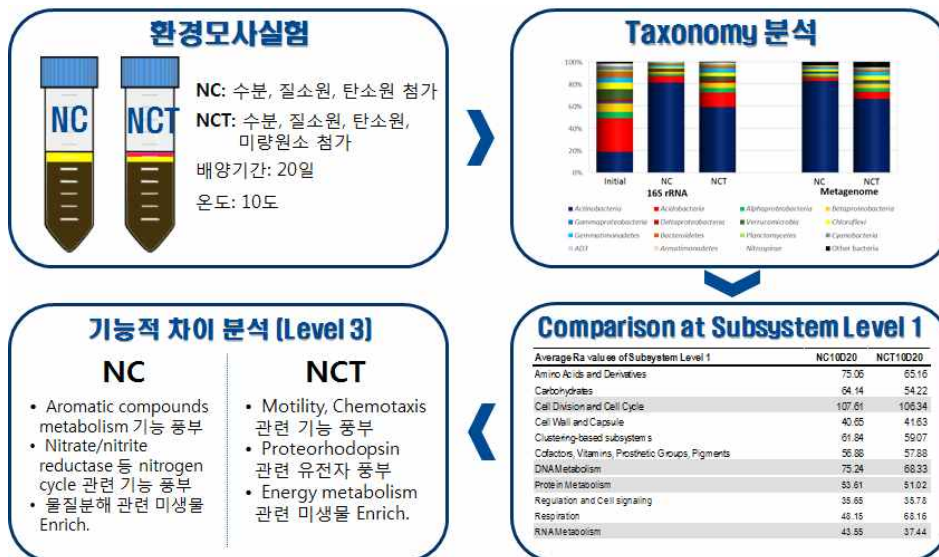 환경모사실험
NC
NCT
NC: 수분, 질소원, 탄소원 첨가
NCT: 수분, 질소원, 탄소원,
미량원소 첨가
배양기간: 20일
온도: 10도
Taxonomy 분석
100%
80%
60%
40%
20%
0%
Initial NC NCT NC NCT
16S rRNA Metagenome
Actinobacteria Acidobacteria Alphaproteobacteria Betaproteobacteria
Gammaproteobacteria Deltaproteobacteria Verrucomicrobia Chloroflexi
Gemmatimonadetes Bacteroidetes Planctomycetes Cyanobacteria
AD3 Armatimonadetes Nitrospirae Other bacteria
기능적 차이 분석 (Level 3)
NC
• Aromatic compounds
metabolism 기능 풍부
• Nitrate/nitrite
reductase 등 nitrogen
cycle 관련 기능 풍부
• 물질분해 관련 미생물
Enrich.
NCT
• Motility, Chemotaxis
관련 기능 풍부
• Proteorhodopsin
관련 유전자 풍부
• Energy metabolism
관련 미생물 Enrich.
Comparison at Subsystem Level 1
Average Ra values of Subsystem Level 1 NC10D20 NCT10D20
Amino Acids and Derivatives 75.06 65.16
Carbohydrates 64.14 54.22
Cell Division and Cell Cycle 107.61 106.34
Cell Wall and Capsule 40.65 41.63
Clustering-based subsystems 61.84 59.07
Cofactors, Vitamins, Prosthetic Groups, Pigments 56.88 57.88
DNA Metabolism 75.24 68.33
Protein Metabolism 53.61 51.02
Regulation and Cell signaling 35.65 35.78
Respiration 48.15 68.16
RNA Metabolism 43.55 37.44